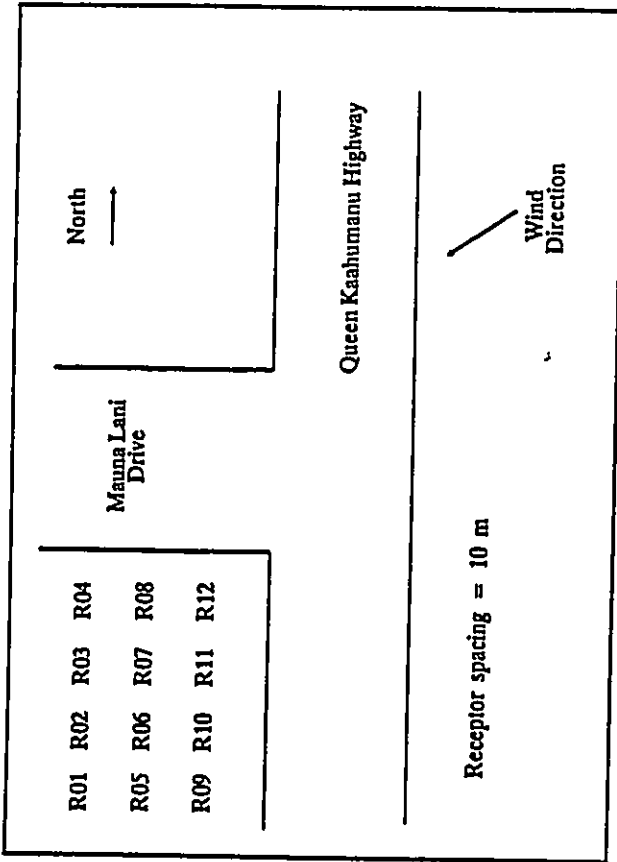 North
Mauna Lani
Drive
R01 R02 R03 R04
R05 R06 R07 R08
R09 R10 R11 R12
Queen Kaahumanu Highway
Wind
Direction
Receptor spacing = 10 m